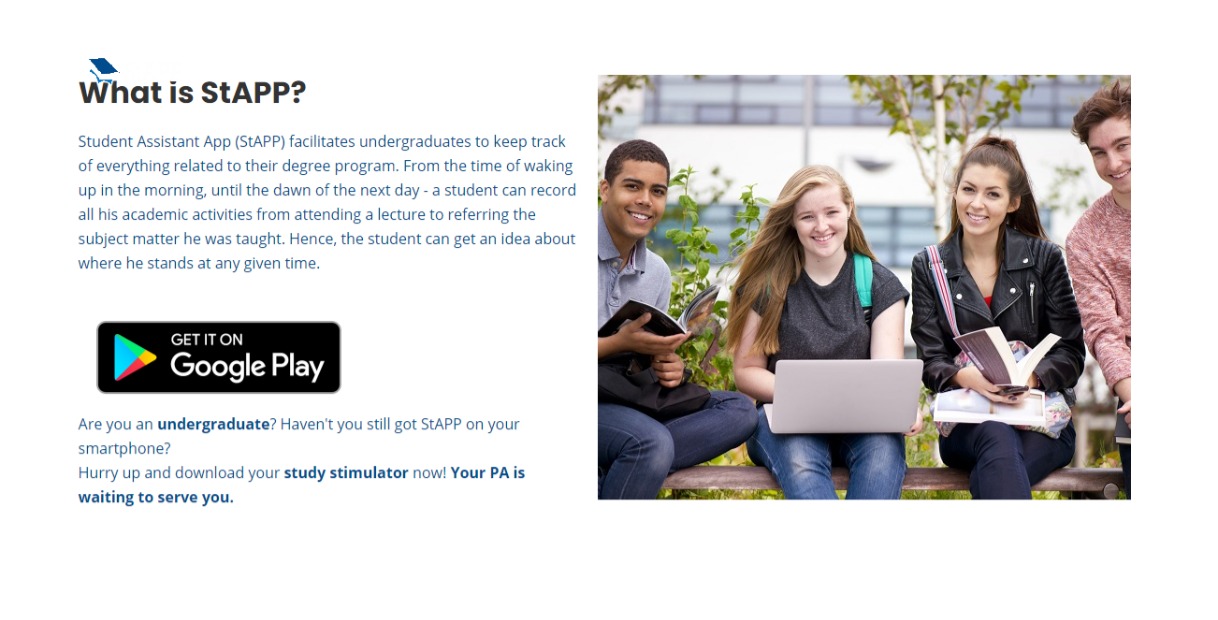 What is StAPP?
Student Assistant App (StAPP) facilitates undergraduates to keep track
of everything related to their degree program. From the time of waking
up in the morning, until the dawn of the next day - a student can record
all his academic activities from attending a lecture to referring the
subject matter he was taught. Hence, the student can get an idea about
where he stands at any given time.
GET IT ON
Google Play
Are you an undergraduate? Haven't you still got StAPP on your
smartphone?
Hurry up and download your study stimulator now! Your PA is
waiting to serve you.